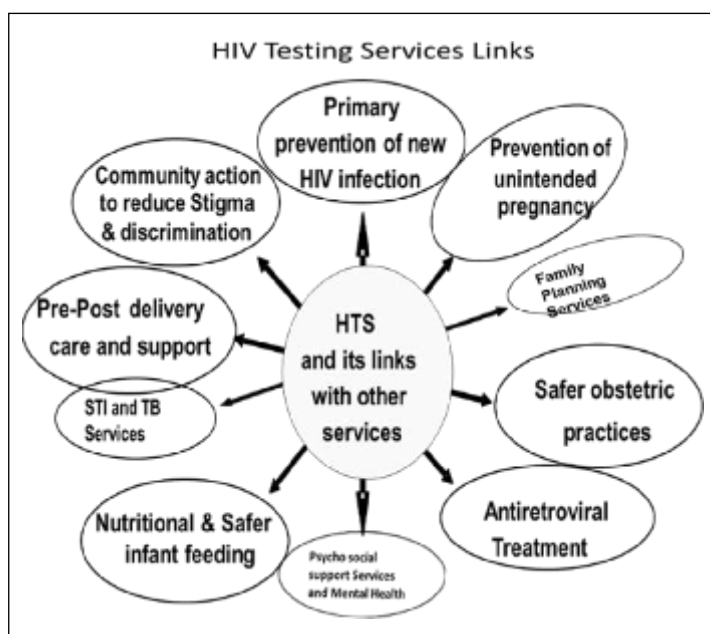 HIV Testing Services Links
Primary
prevention of new
HIV infection
Prevention of
unintended
pregnancy
Family
Planning
Services
Safer obstetric
practices
Antiretroviral
Treatment
Psycho social
support Services
and Mental Health
Nutritional & Safer
infant feeding
STI and TB
Services
Pre-Post delivery
care and support
Community action
to reduce Stigma
& discrimination
HTS
and its links
with other
services